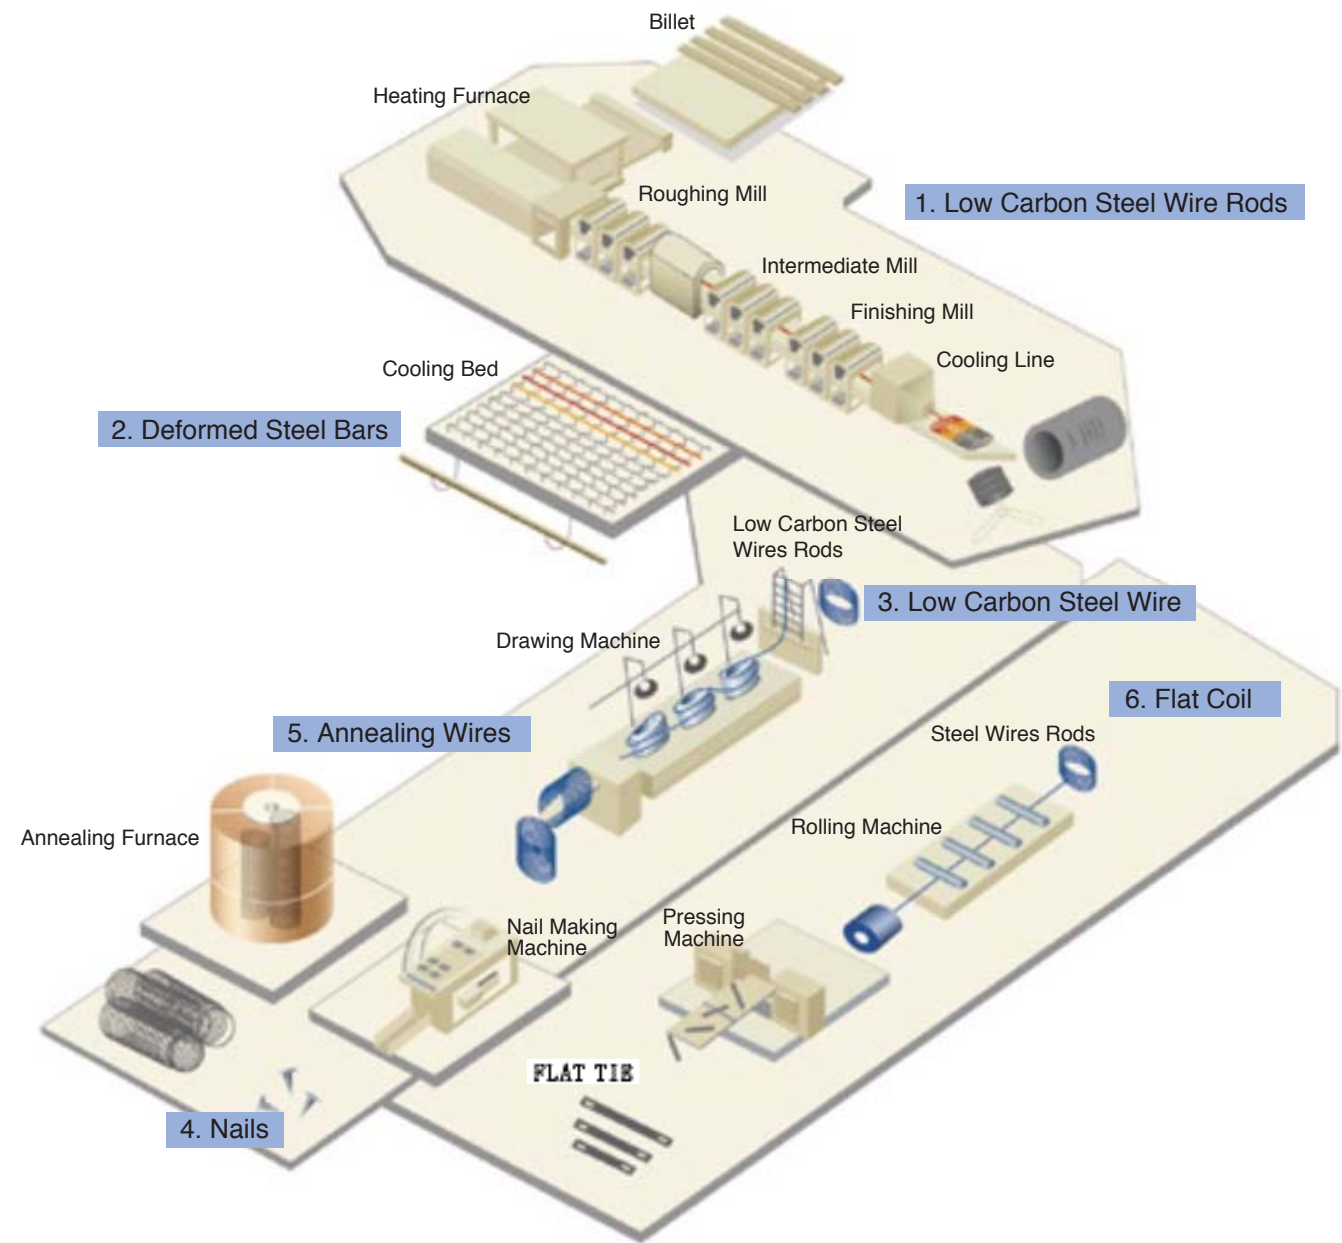 Billet
Heating Furnace
Roughing Mill
1. Low Carbon Steel Wire Rods
Intermediate Mill
Finishing Mill
Cooling Line
Cooling Bed
2. Deformed Steel Bars
Low Carbon Steel
Wires Rods
3. Low Carbon Steel Wire
Drawing Machine
6. Flat Coil
5. Annealing Wires
Steel Wires Rods
Annealing Furnace
Rolling Machine
Nail Making
Machine
Pressing
Machine
FLAT TIE
4. Nails